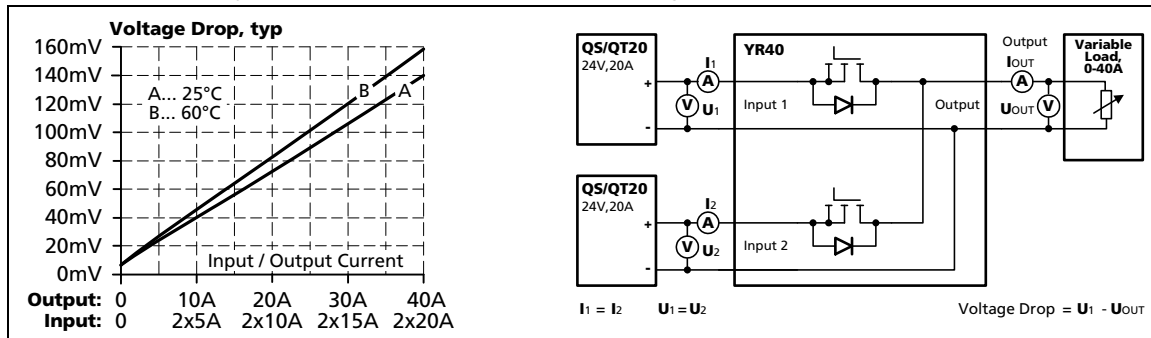 Voltage Drop, typ
160mV
140mV
120mV
100mV
80mV
60mV
40mV
20mV
0mV
A... 25°C
B... 60°C
B
A
Input / Output Current
Output: 0 10A 20A 30A 40A
Input: 0 2x5A 2x10A 2x15A 2x20A
QS/QT20
24V,20A
+
-
I1
A
V
U1
YR40
Input 1
Output
Output
IOUT
A
UOUT
V
Variable
Load,
0-40A
QS/QT20
24V,20A
+
-
I2
A
V
U2
Input 2
I1 = I2 U1 = U2
Voltage Drop = U1 - UOUT